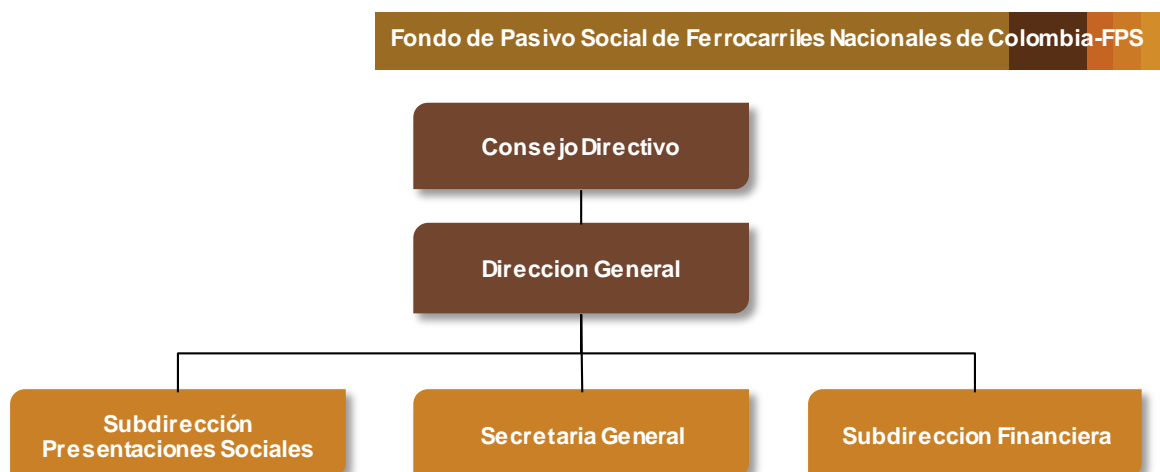 Fondo de Pasivo Social de Ferrocarriles Nacionales de Colombia-FPS
Consejo Directivo
Direccion General
Subdirección
Presentaciones Sociales
Secretaria General
Subdireccion Financiera